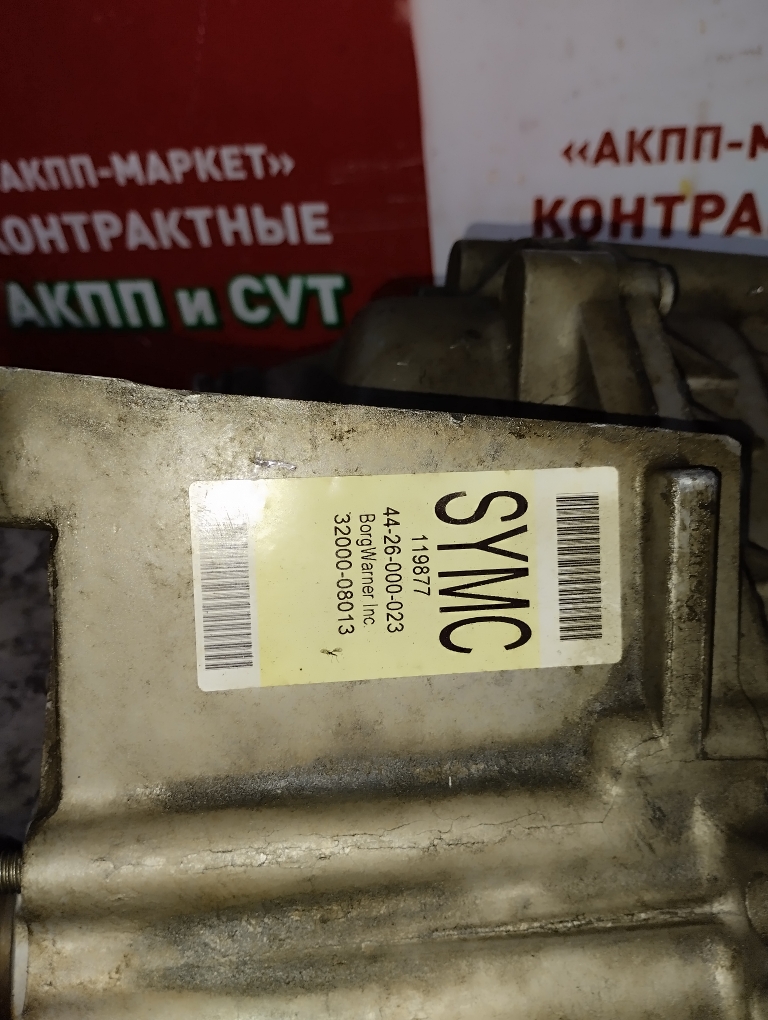 АКПП-МАРКЕТ»
КОНТРАКТНЫЕ
АКПП и CVT
«АКПП-М
КОНТРА
SYMC
119877
44-26-000-023
BorgWarner Inc.
32000-08013